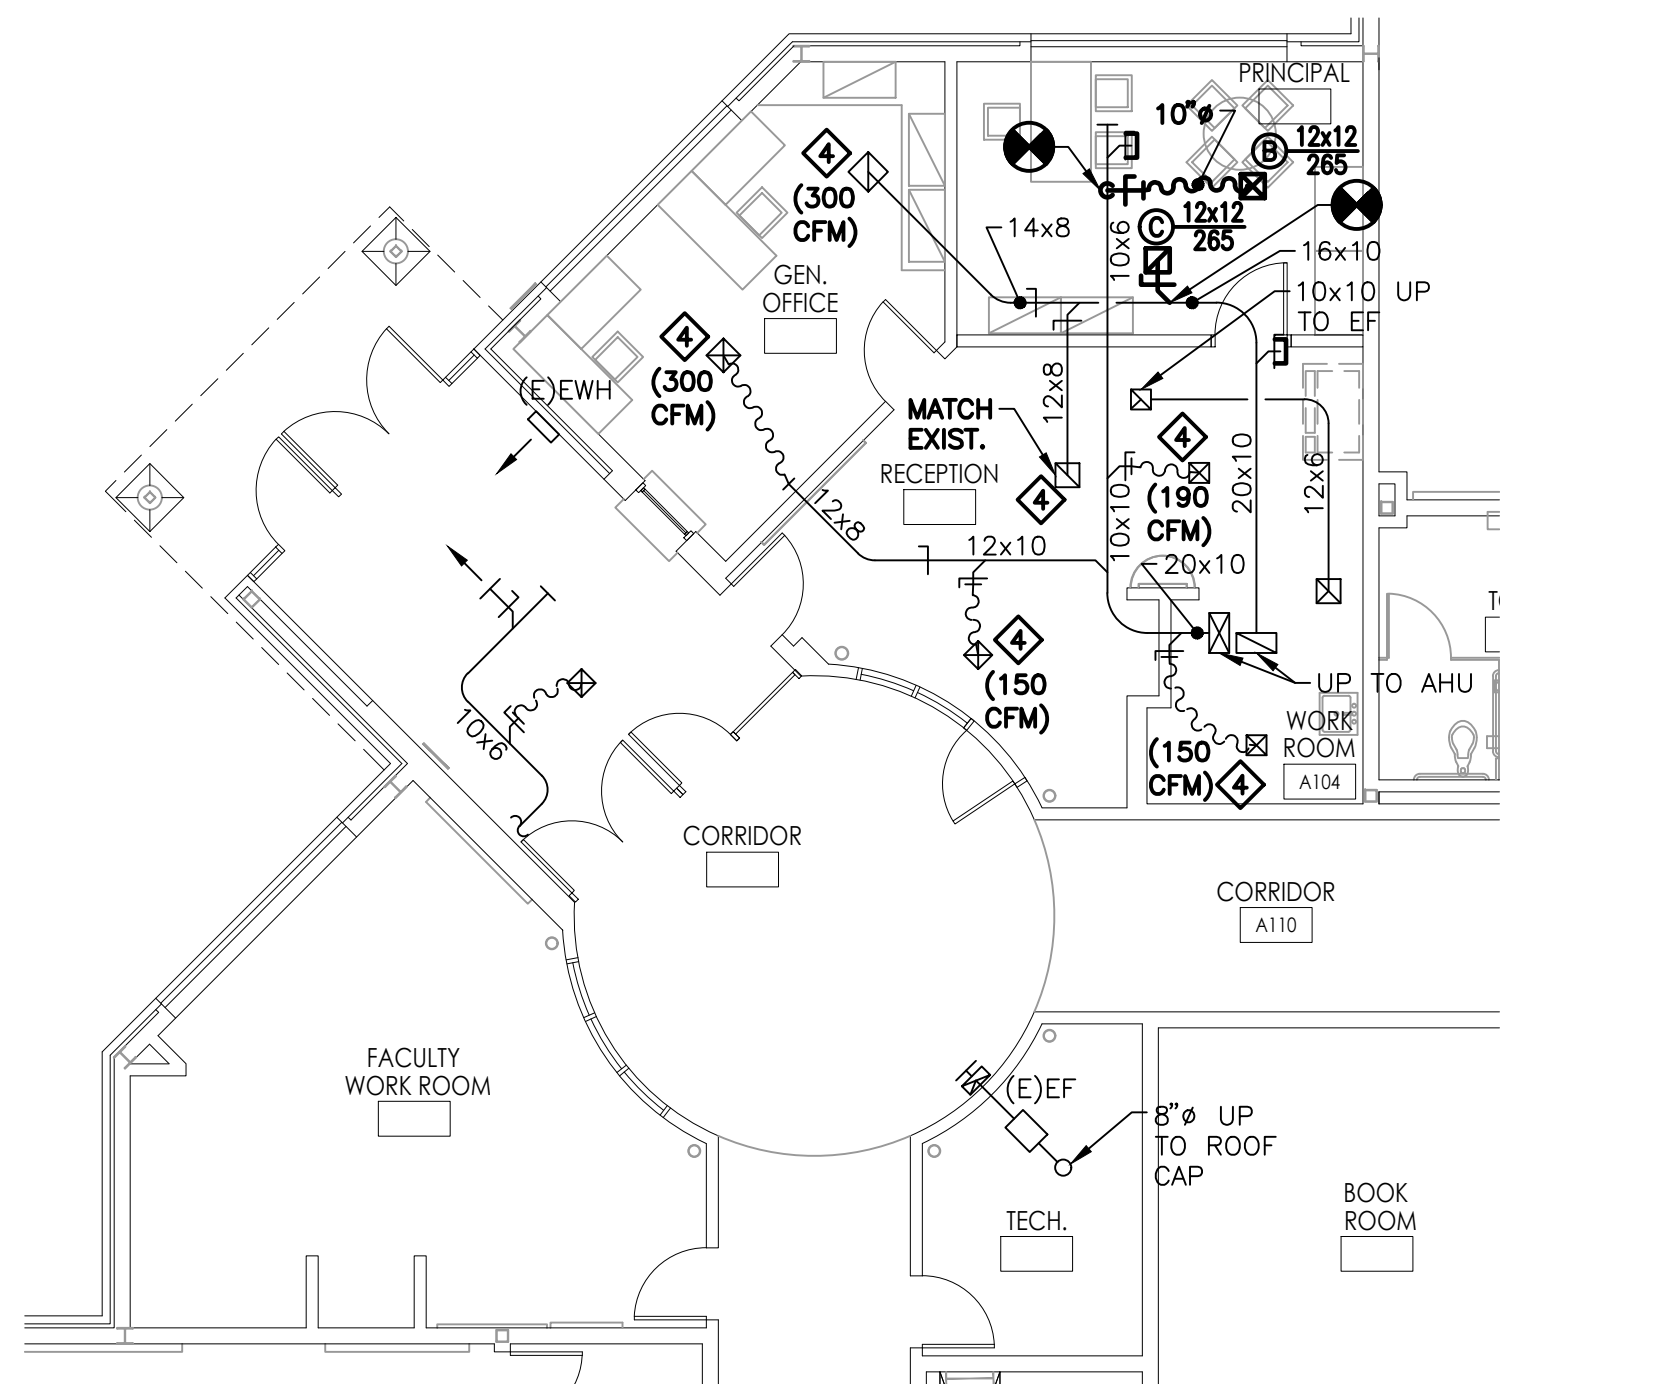 PRINCIPAL
10"ø
B 12x12
265
4
(300
CFM)
C 12x12
265
14x8
10x6
16x10
GEN.
OFFICE
10x10 UP
TO EF
4
(300
CFM)
(E)EWH
12x8
MATCH
EXIST.
4
RECEPTION
4
(190
CFM)
20x10
12x6
12x8
10x10
12x10
20x10
4
(150
CFM)
UP TO AHU
10x6
WORK
ROOM
A104
(150
CFM)
4
CORRIDOR
CORRIDOR
A110
FACULTY
WORK ROOM
(E)EF
8"ø UP
TO ROOF
CAP
TECH.
BOOK
ROOM